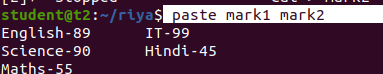 student@t2:~/riya$ paste mark1 mark2
English-89 IT-99
Science-90 Hindi-45
Maths-55